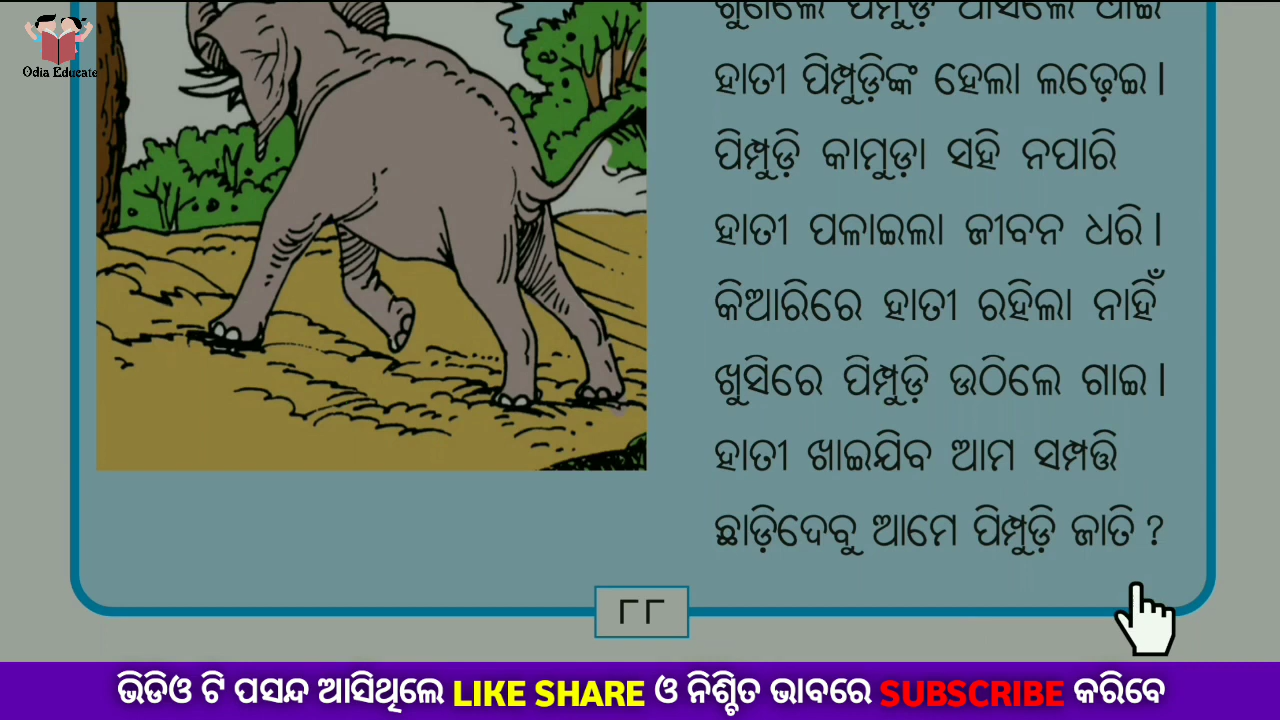 Odia Educate
ହାତୀ ପିମ୍ପୁଡ଼ିଙ୍କ ହେଲା ଲଢ଼େଇ।
ପିମ୍ପୁଡ଼ି କାମୁଡ଼ା ସହି ନପାରି
ହାତୀ ପଳାଇଲା ଜୀବନ ଧରି।
କିଆରିରେ ହାତୀ ରହିଲା ନାହିଁ
ଖୁସିରେ ପିମ୍ପୁଡ଼ି ଉଠିଲେ ଗାଇ।
ହାତୀ ଖାଇଯିବ ଆମ ସମ୍ପତ୍ତି
ଛାଡ଼ିଦେବୁ ଆମେ ପିମ୍ପୁଡ଼ି ଜାତି ?
୮୮
ଭିଡିଓ ଟି ପସନ୍ଦ ଆସିଥିଲେ LIKE SHARE ଓ ନିଶ୍ଚିତ ଭାବରେ SUBSCRIBE କରିବେ